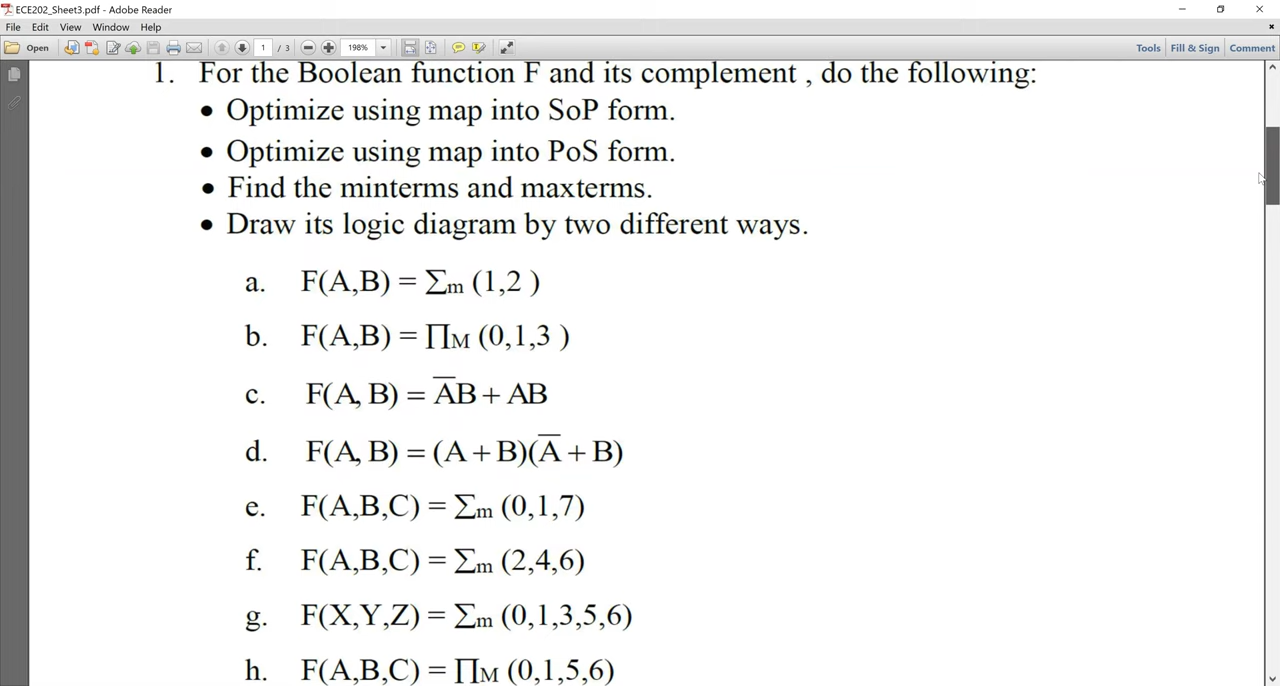 ECE202_Sheet3.pdf - Adobe Reader
File Edit View Window Help
Open 1 / 3 198% Tools Fill & Sign Comment
1. For the Boolean function F and its complement , do the following:
• Optimize using map into SoP form.
• Optimize using map into PoS form.
• Find the minterms and maxterms.
• Draw its logic diagram by two different ways.
a. F(A,B) = ∑m (1,2 )
b. F(A,B) = ∏M (0,1,3 )
c. F(A, B) = A̅B + AB
d. F(A, B) = (A + B)(A̅ + B)
e. F(A,B,C) = ∑m (0,1,7)
f. F(A,B,C) = ∑m (2,4,6)
g. F(X,Y,Z) = ∑m (0,1,3,5,6)
h. F(A,B,C) = ∏M (0,1,5,6)